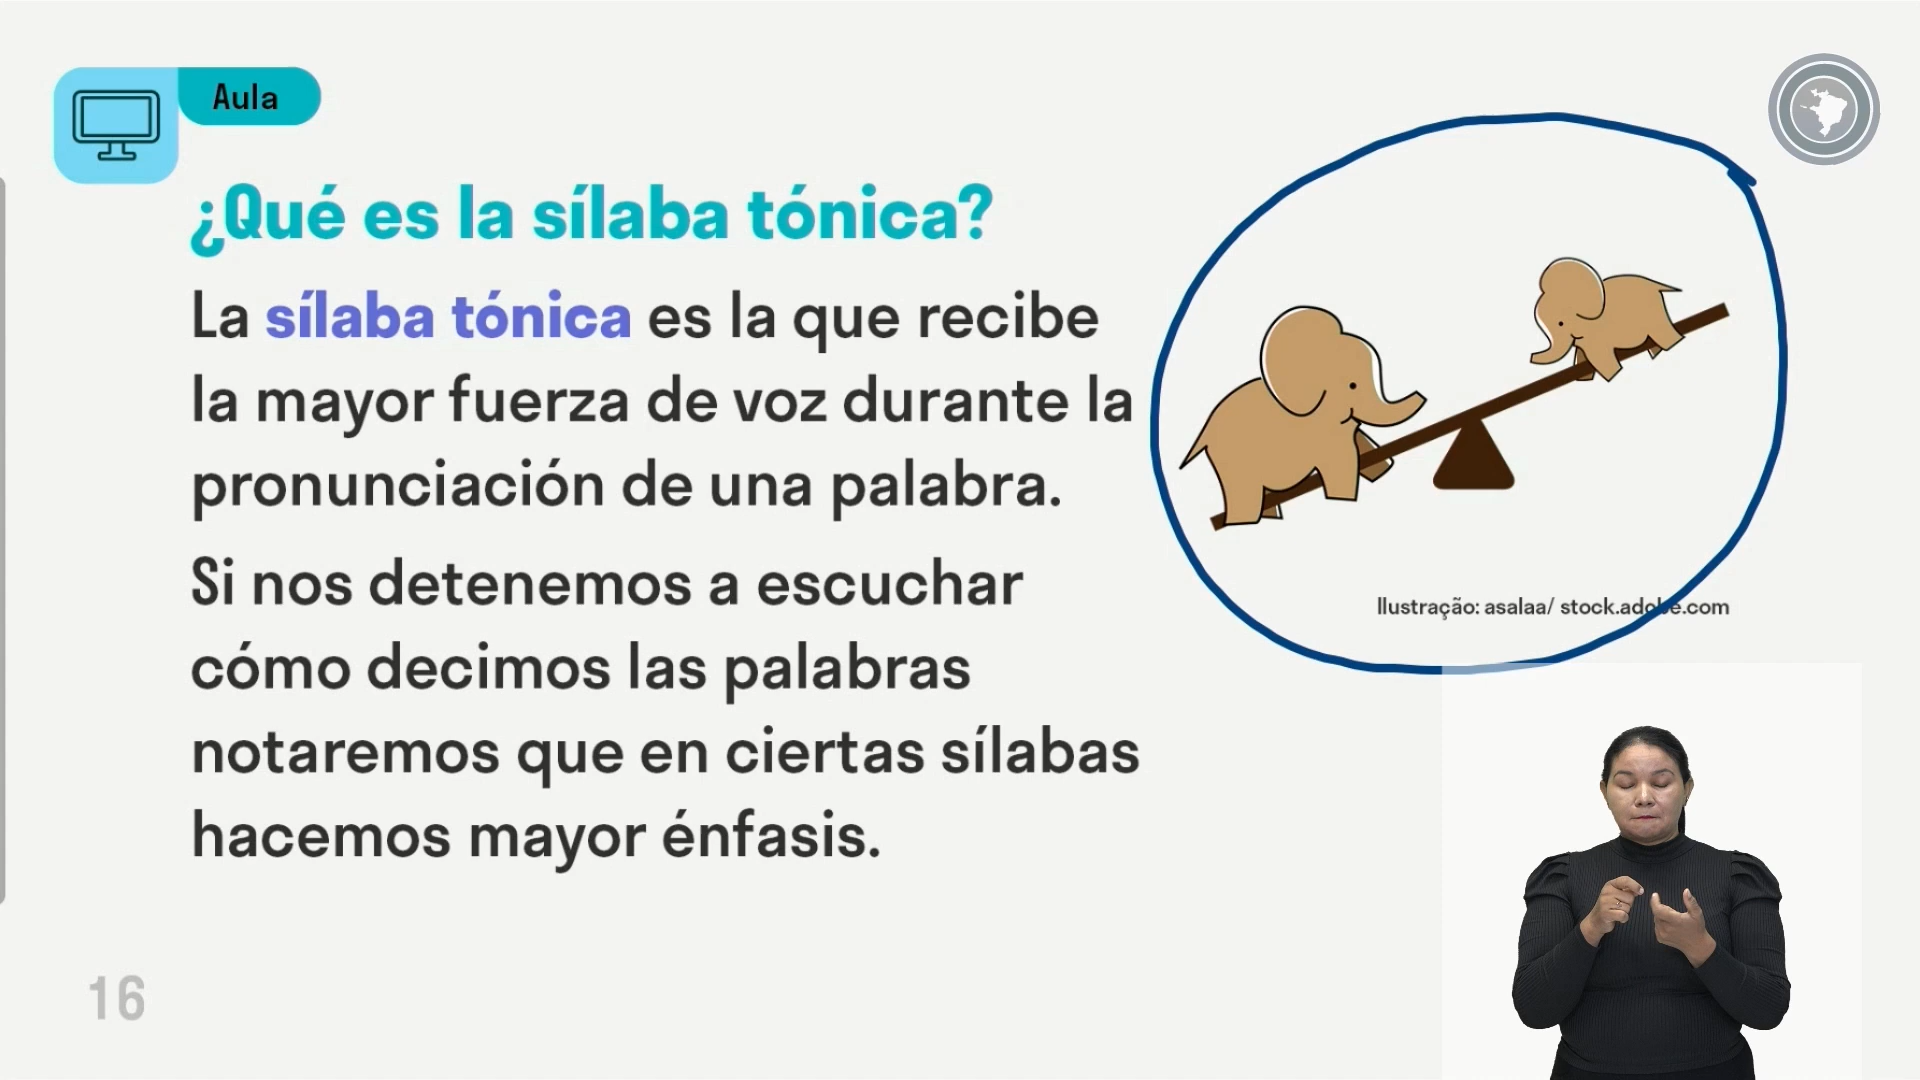 Aula
¿Qué es la sílaba tónica?
La sílaba tónica es la que recibe
la mayor fuerza de voz durante la
pronunciación de una palabra.
Si nos detenemos a escuchar
cómo decimos las palabras
notaremos que en ciertas sílabas
hacemos mayor énfasis.
Ilustração: asalaa/ stock.adobe.com
16